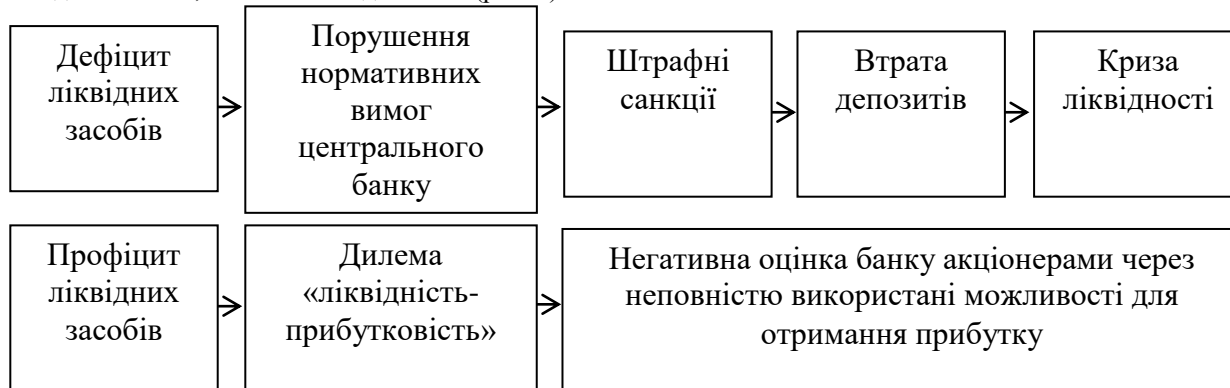 Дефіцит
ліквідних
засобів
Порушення
нормативних
вимог
центрального
банку
Штрафні
санкції
Втрата
депозитів
Криза
ліквідності
Профіцит
ліквідних
засобів
Дилема
«ліквідність-
прибутковість»
Негативна оцінка банку акціонерами через
неповністю використані можливості для
отримання прибутку